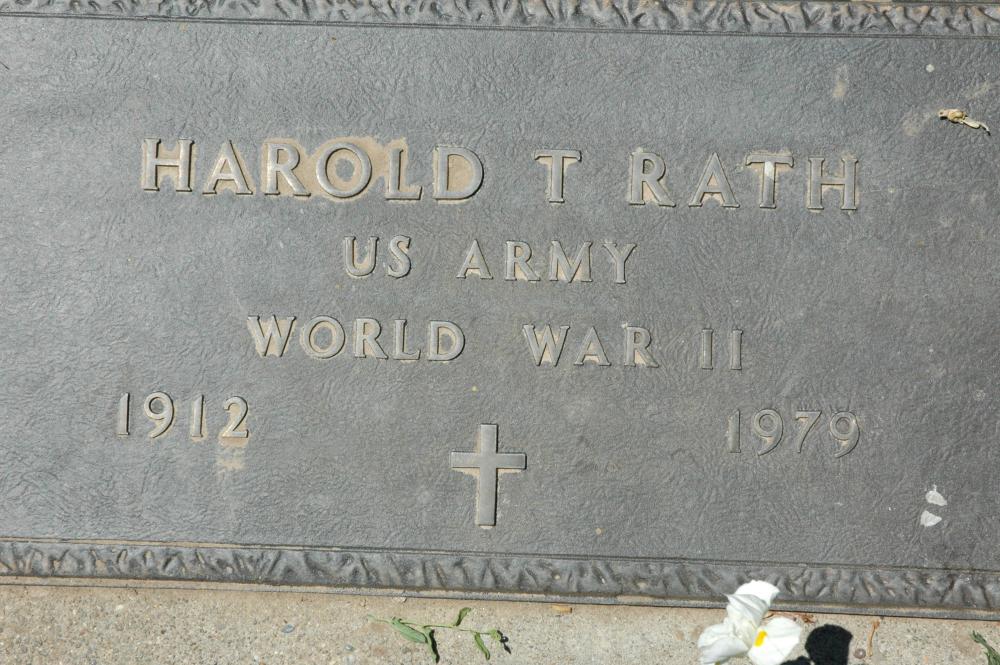 HAROLD T RATH
US ARMY
WORLD WAR II
1912 1979